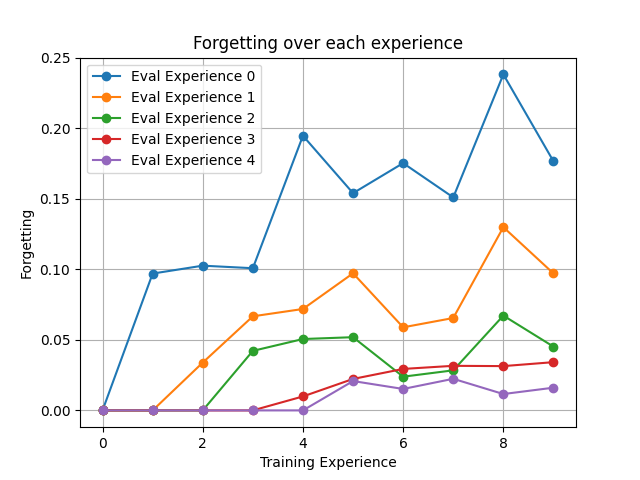 Forgetting over each experience
0.25
0.20
0.15
0.10
0.05
0.00
Forgetting
Eval Experience 0
Eval Experience 1
Eval Experience 2
Eval Experience 3
Eval Experience 4
0 2 4 6 8
Training Experience